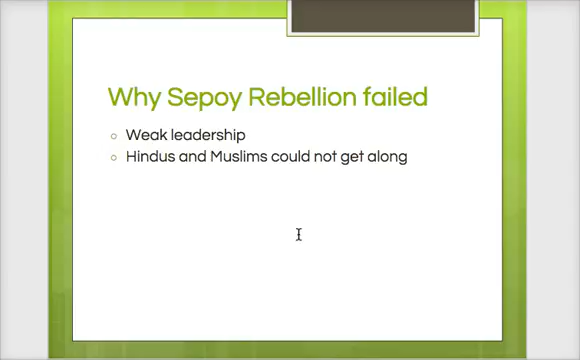 Why Sepoy Rebellion failed
Weak leadership
Hindus and Muslims could not get along